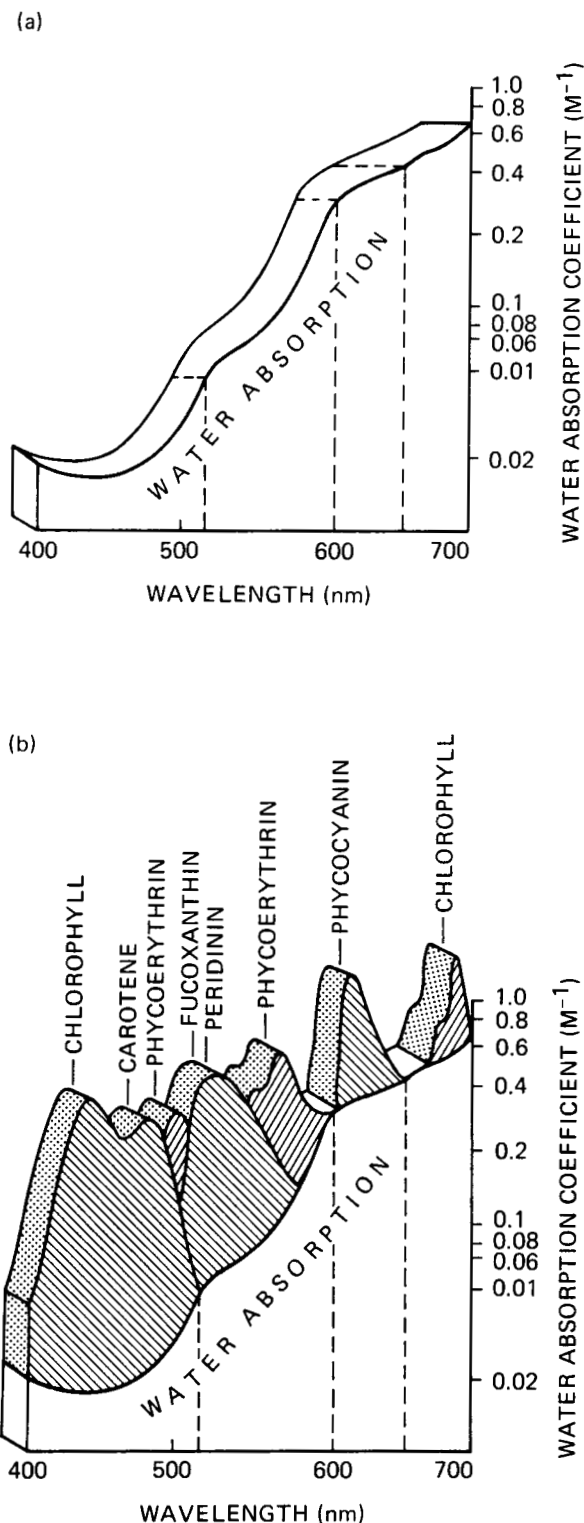 (a)
1.0
0.8
0.6
0.4
0.2
0.1
0.08
0.06
0.01
0.02
WATER ABSORPTION COEFFICIENT (M⁻¹)
WATER ABSORPTION
400 500 600 700
WAVELENGTH (nm)
(b)
CHLOROPHYLL
CAROTENE
PHYCOERYTHRIN
FUCOXANTHIN
PERIDININ
PHYCOERYTHRIN
PHYCOCYANIN
CHLOROPHYLL
1.0
0.8
0.6
0.4
0.2
0.1
0.08
0.06
0.01
0.02
WATER ABSORPTION COEFFICIENT (M⁻¹)
WATER ABSORPTION
400 500 600 700
WAVELENGTH (nm)